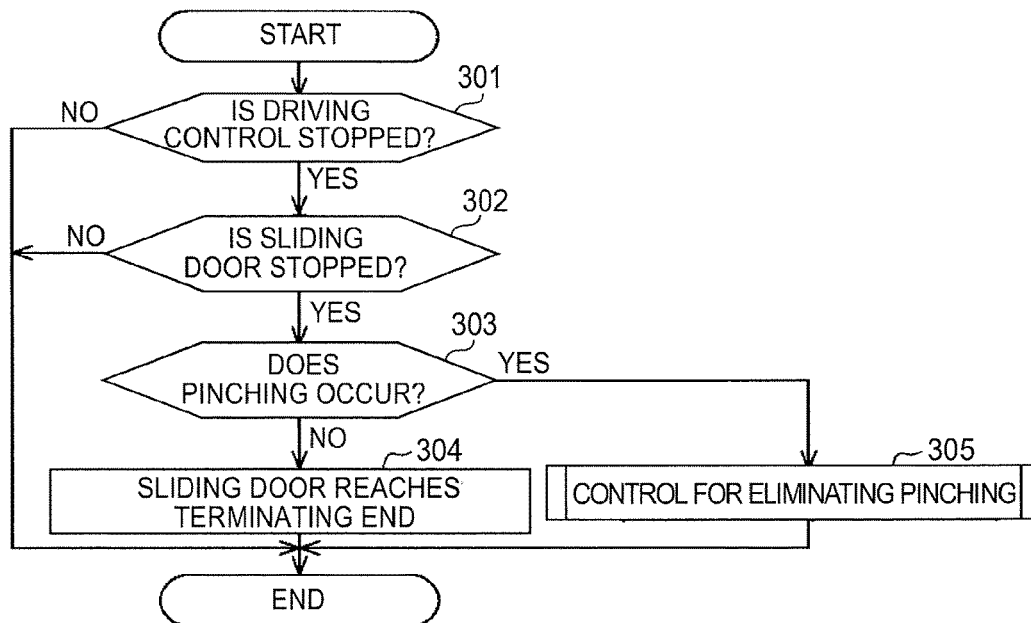 START
301
NO
IS DRIVING
CONTROL STOPPED?
YES
302
NO
IS SLIDING
DOOR STOPPED?
YES
303
DOES
PINCHING OCCUR?
YES
NO
304
SLIDING DOOR REACHES
TERMINATING END
305
CONTROL FOR ELIMINATING PINCHING
END